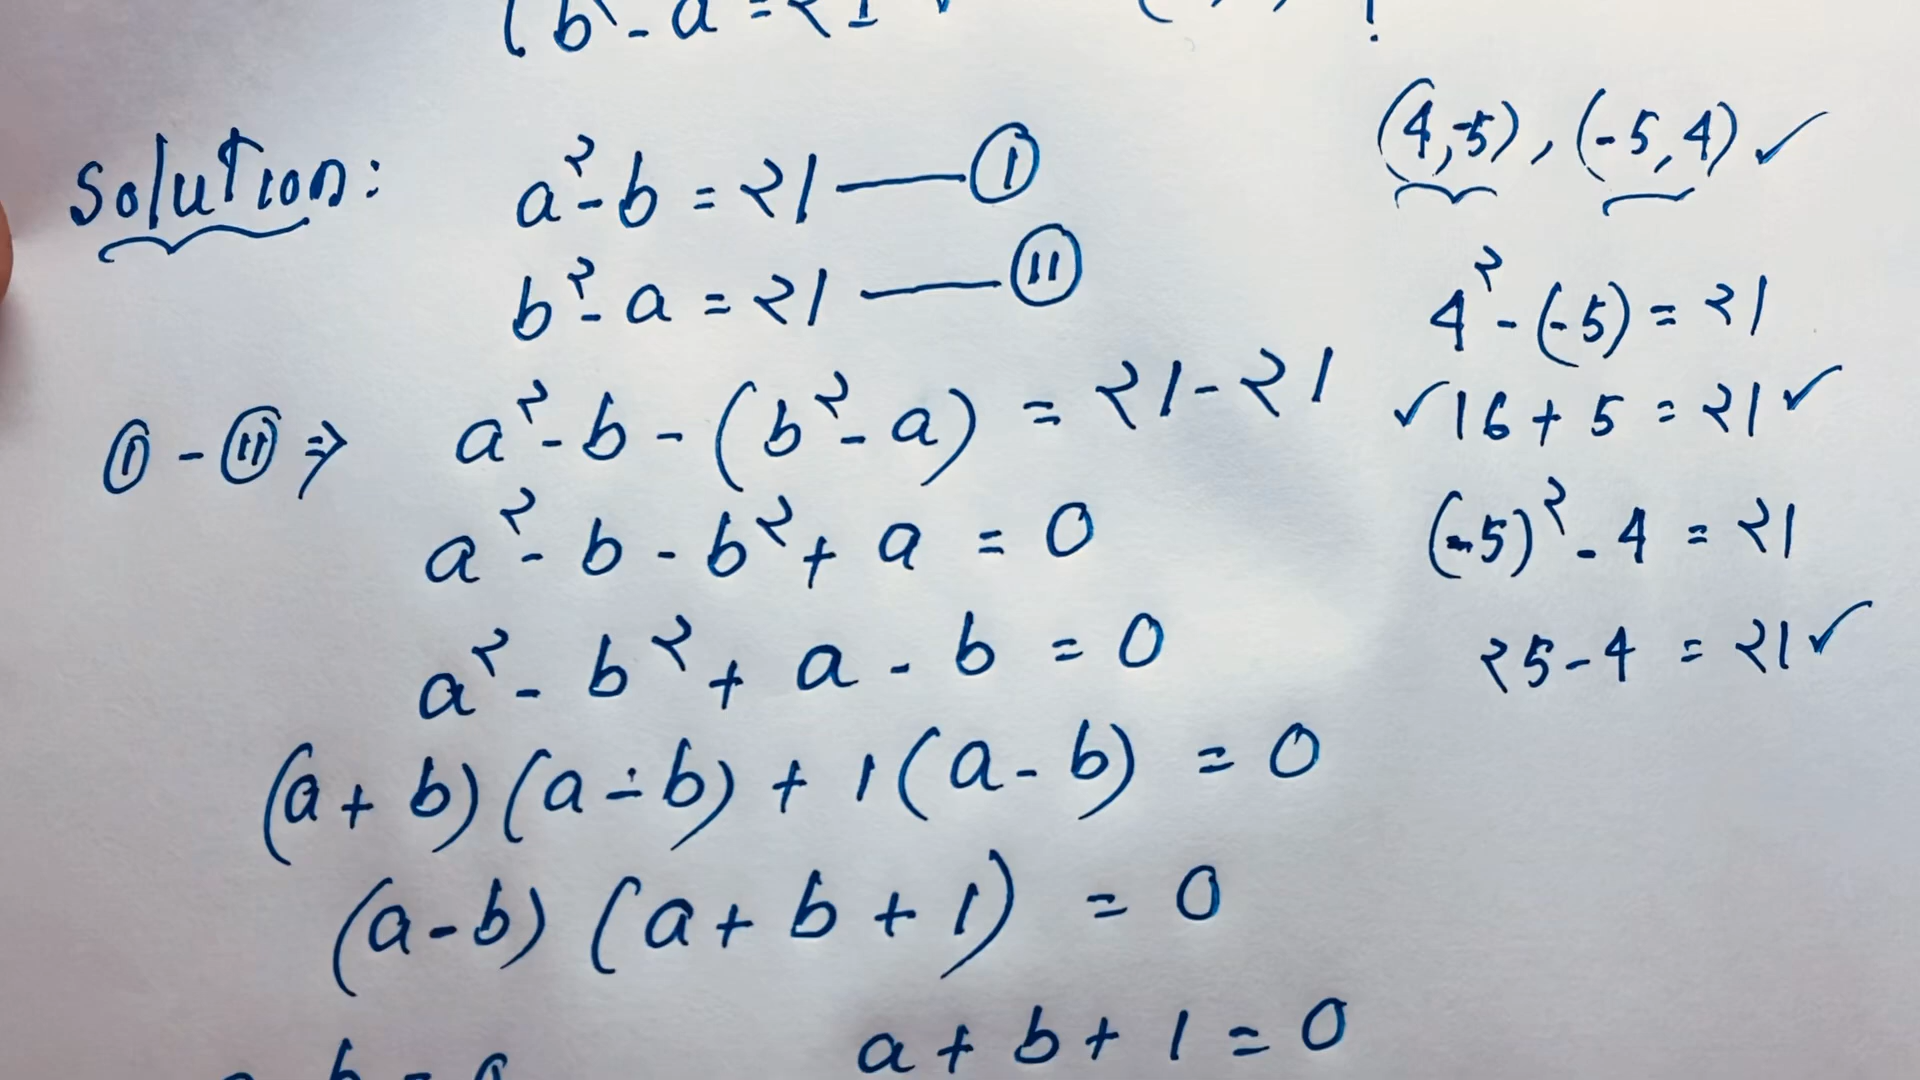 b² - a = 21
Solution:
a² - b = 21 —— Ⓘ
b² - a = 21 —— (II)
Ⓘ - (II) ⇒ a² - b - (b² - a) = 21 - 21
a² - b - b² + a = 0
a² - b² + a - b = 0
(a + b) (a - b) + 1 (a - b) = 0
(a - b) (a + b + 1) = 0
a + b + 1 = 0
(4, -5), (-5, 4) ✓
4² - (-5) = 21
✓ 16 + 5 = 21 ✓
(-5)² - 4 = 21
25 - 4 = 21 ✓